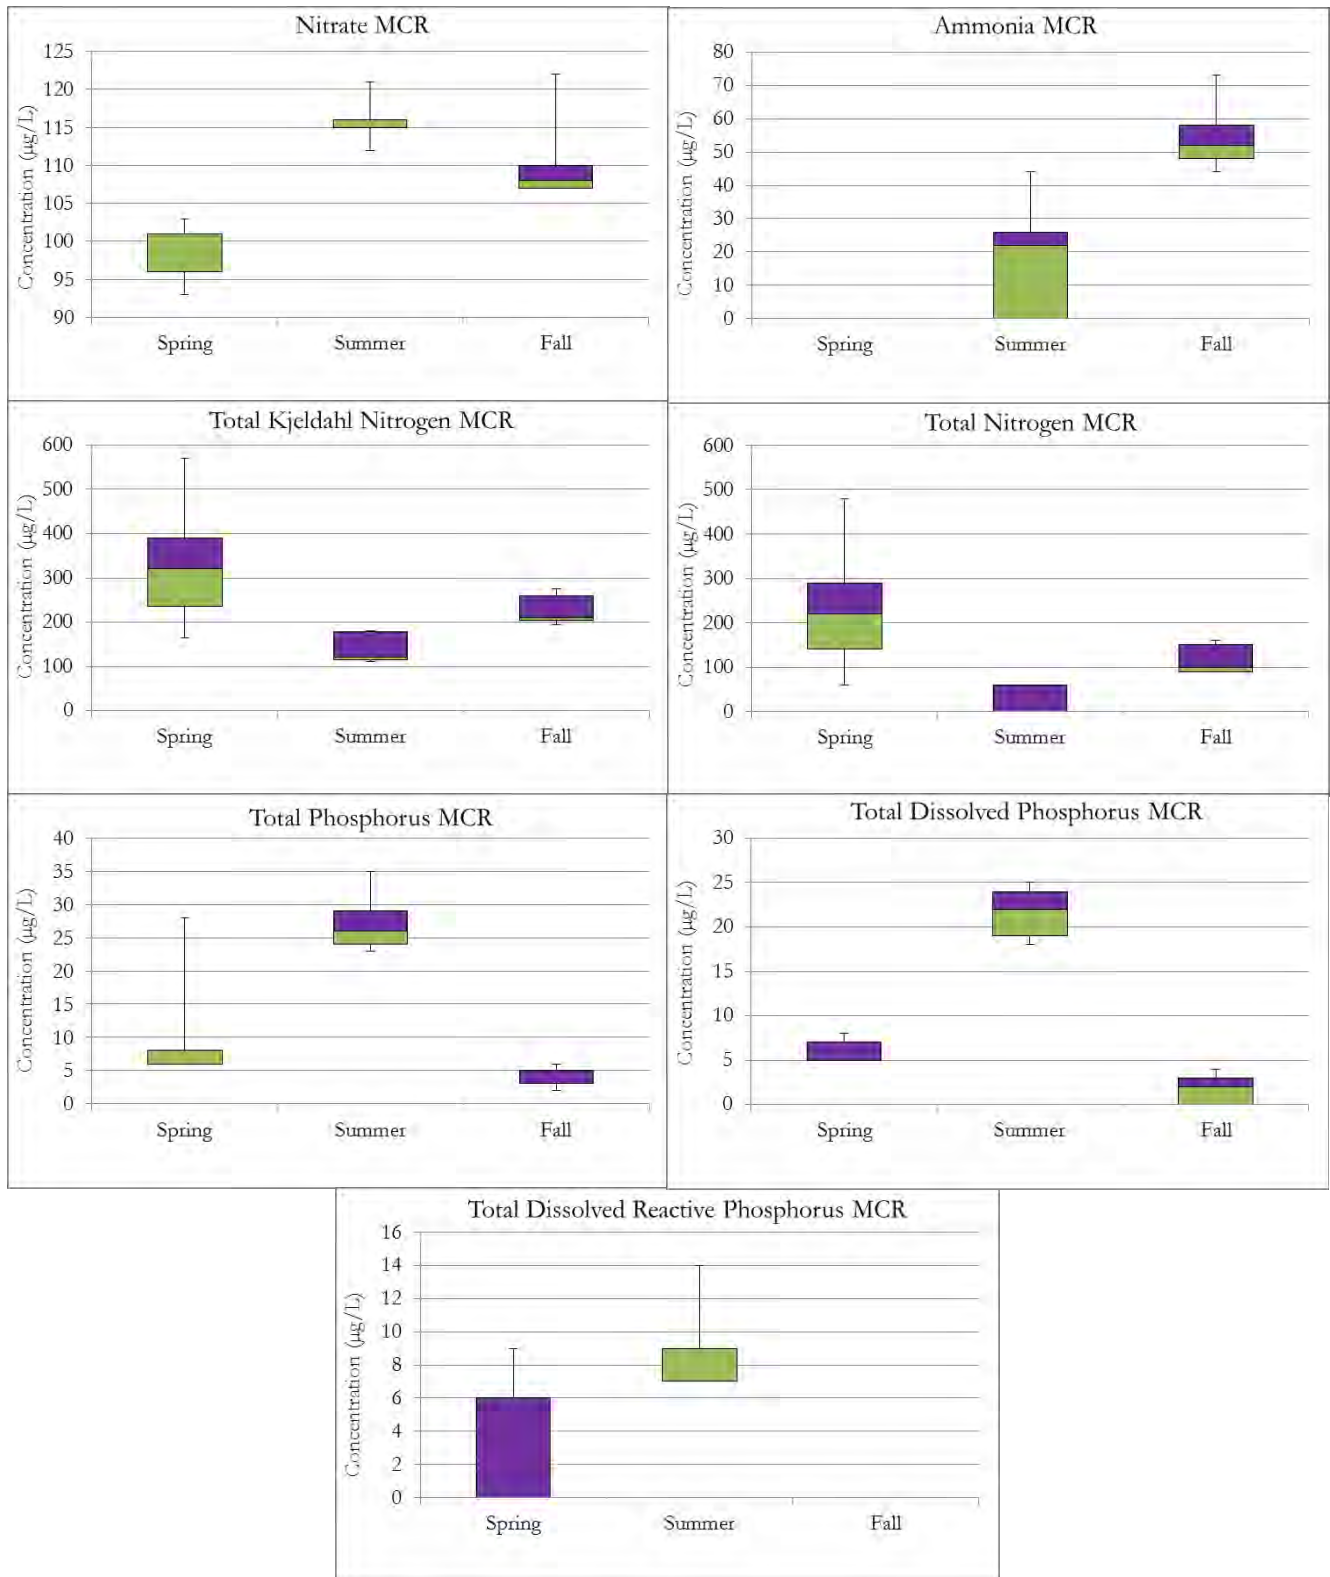 Nitrate MCR
Concentration (µg/L)
125
120
115
110
105
100
95
90
Spring Summer Fall
Ammonia MCR
Concentration (µg/L)
80
70
60
50
40
30
20
10
0
Spring Summer Fall
Total Kjeldahl Nitrogen MCR
Concentration (µg/L)
600
500
400
300
200
100
0
Spring Summer Fall
Total Nitrogen MCR
Concentration (µg/L)
600
500
400
300
200
100
0
Spring Summer Fall
Total Phosphorus MCR
Concentration (µg/L)
40
35
30
25
20
15
10
5
0
Spring Summer Fall
Total Dissolved Phosphorus MCR
Concentration (µg/L)
30
25
20
15
10
5
0
Spring Summer Fall
Total Dissolved Reactive Phosphorus MCR
Concentration (µg/L)
16
14
12
10
8
6
4
2
0
Spring Summer Fall